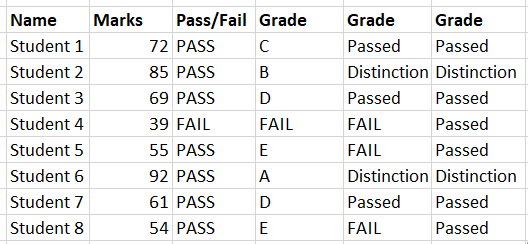 Name Marks Pass/Fail Grade Grade Grade
Student 1 72 PASS C Passed Passed
Student 2 85 PASS B Distinction Distinction
Student 3 69 PASS D Passed Passed
Student 4 39 FAIL FAIL FAIL Passed
Student 5 55 PASS E FAIL Passed
Student 6 92 PASS A Distinction Distinction
Student 7 61 PASS D Passed Passed
Student 8 54 PASS E FAIL Passed